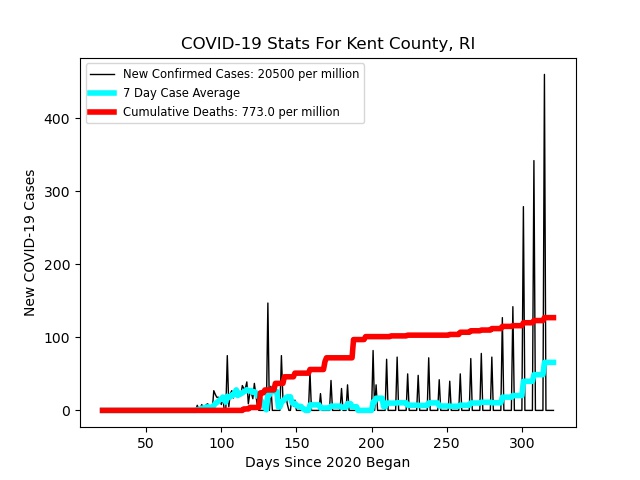 COVID-19 Stats For Kent County, RI
New Confirmed Cases: 20500 per million
7 Day Case Average
Cumulative Deaths: 773.0 per million
New COVID-19 Cases
400
300
200
100
0
50 100 150 200 250 300
Days Since 2020 Began